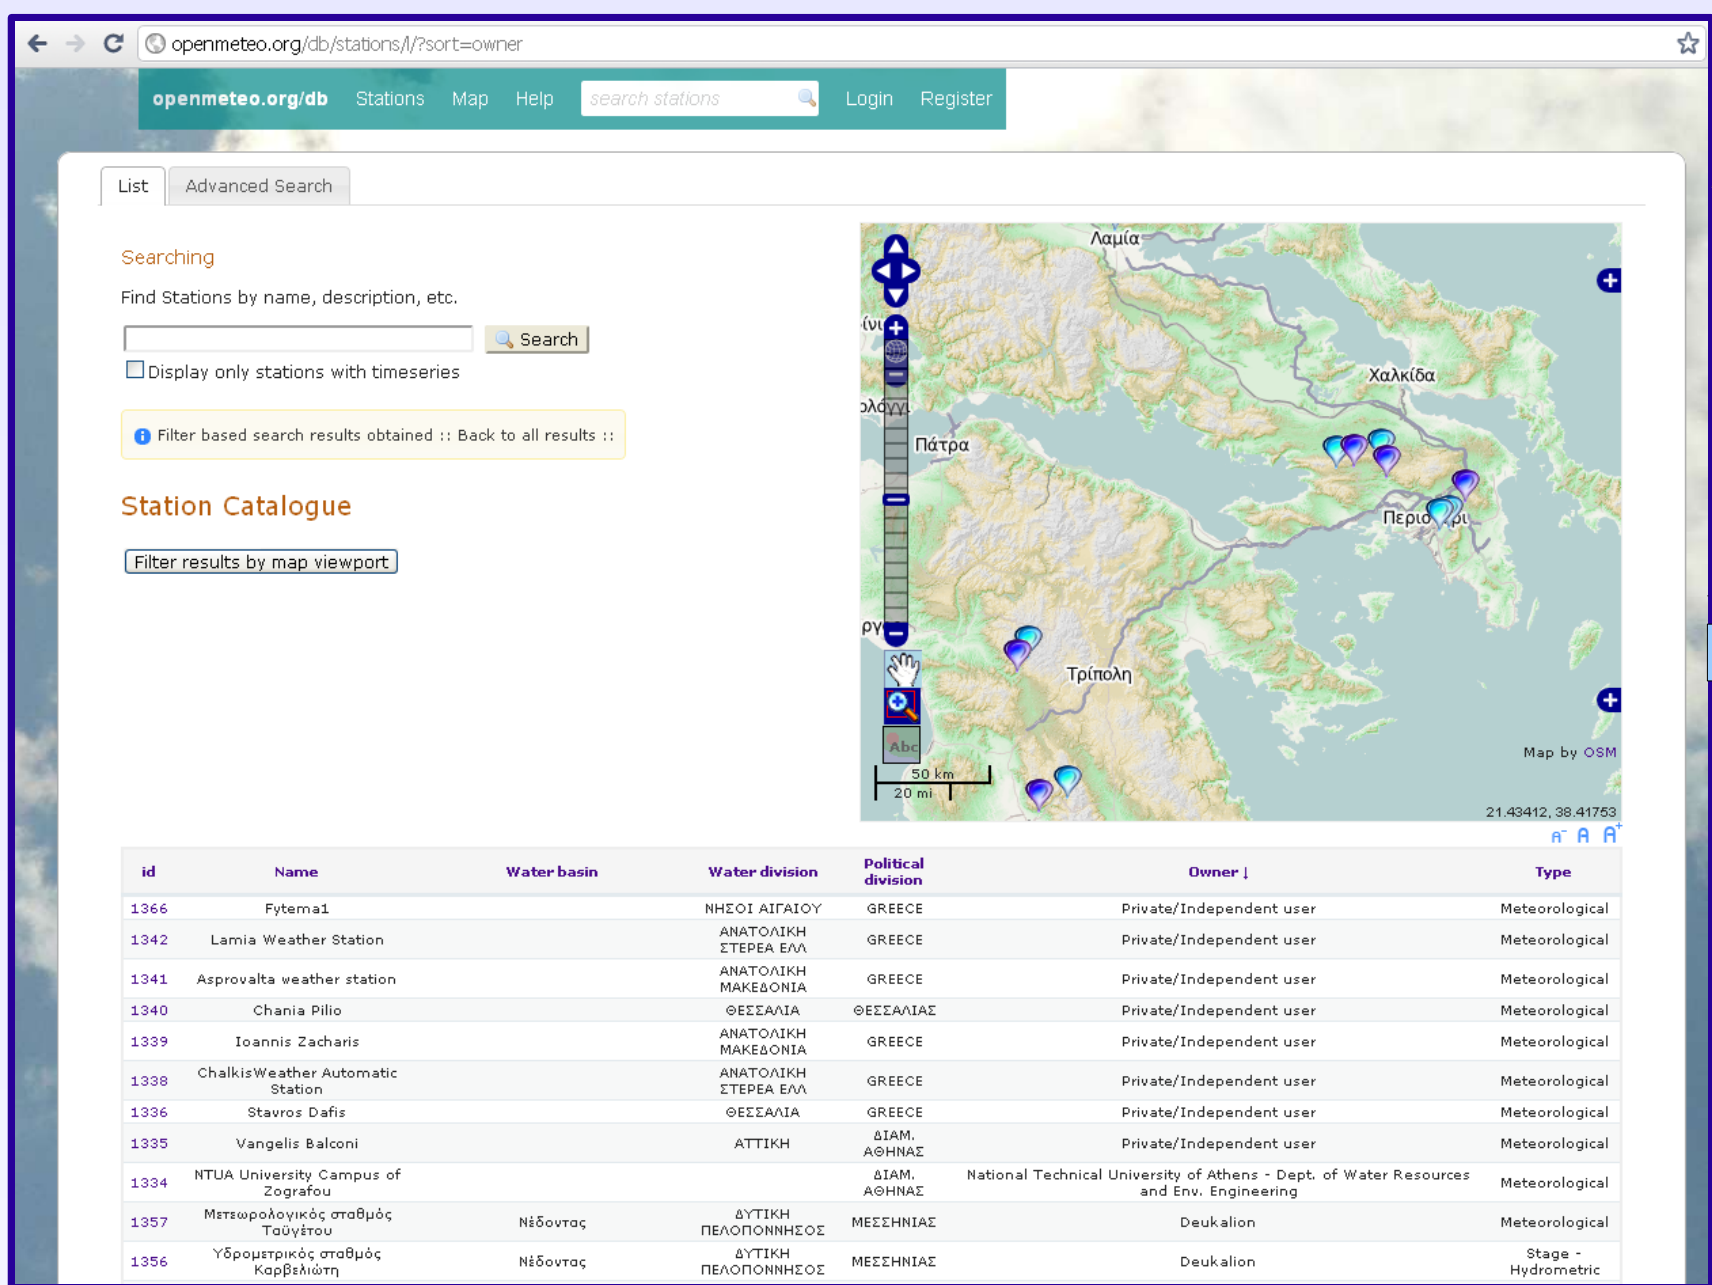 openmeteo.org/db/stations/l/?sort=owner
openmeteo.org/db Stations Map Help search stations Login Register
List Advanced Search
Searching
Find Stations by name, description, etc.
Search
Display only stations with timeseries
Filter based search results obtained :: Back to all results ::
Station Catalogue
Filter results by map viewport
Λαμία
Χαλκίδα
Πάτρα
Τρίπολη
Abc
50 km
20 mi
Map by OSM
21.43412, 38.41753
A- A A+
id Name Water basin Water division Political division Owner ↓ Type
1366 Fytema1 ΝΗΣΟΙ ΑΙΓΑΙΟΥ GREECE Private/Independent user Meteorological
1342 Lamia Weather Station ΑΝΑΤΟΛΙΚΗ ΣΤΕΡΕΑ ΕΛΛ GREECE Private/Independent user Meteorological
1341 Asprovalta weather station ΑΝΑΤΟΛΙΚΗ ΜΑΚΕΔΟΝΙΑ GREECE Private/Independent user Meteorological
1340 Chania Pilio ΘΕΣΣΑΛΙΑ ΘΕΣΣΑΛΙΑΣ Private/Independent user Meteorological
1339 Ioannis Zacharis ΑΝΑΤΟΛΙΚΗ ΜΑΚΕΔΟΝΙΑ GREECE Private/Independent user Meteorological
1338 ChalkisWeather Automatic Station ΑΝΑΤΟΛΙΚΗ ΣΤΕΡΕΑ ΕΛΛ GREECE Private/Independent user Meteorological
1336 Stavros Dafis ΘΕΣΣΑΛΙΑ GREECE Private/Independent user Meteorological
1335 Vangelis Balconi ΑΤΤΙΚΗ ΔΙΑΜ. ΑΘΗΝΑΣ Private/Independent user Meteorological
1334 NTUA University Campus of Zografou ΔΙΑΜ. ΑΘΗΝΑΣ National Technical University of Athens - Dept. of Water Resources and Env. Engineering Meteorological
1357 Μετεωρολογικός σταθμός Ταϋγέτου Νέδοντας ΔΥΤΙΚΗ ΠΕΛΟΠΟΝΝΗΣΟΣ ΜΕΣΣΗΝΙΑΣ Deukalion Meteorological
1356 Υδρομετρικός σταθμός Καρβελιώτη Νέδοντας ΔΥΤΙΚΗ ΠΕΛΟΠΟΝΝΗΣΟΣ ΜΕΣΣΗΝΙΑΣ Deukalion Stage - Hydrometric